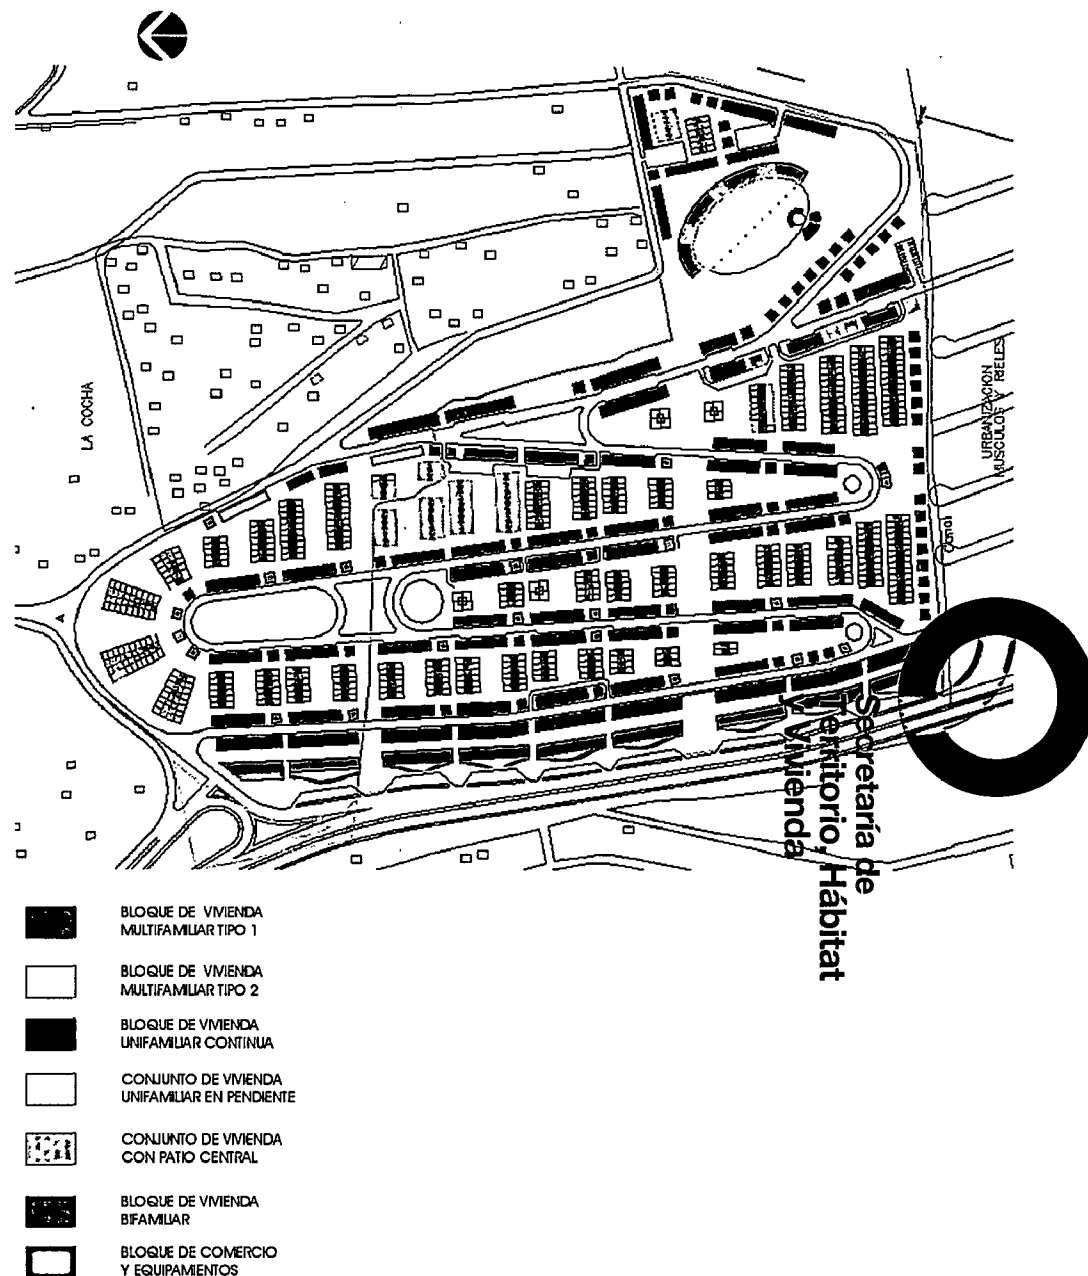 LA COCHA
URBANIZACION
MUSCULOS Y RIELES
Secretaría de
Territorio, Hábitat
y Vivienda
BLOQUE DE VIVIENDA
MULTIFAMILIAR TIPO 1
BLOQUE DE VIVIENDA
MULTIFAMILIAR TIPO 2
BLOQUE DE VIVIENDA
UNIFAMILIAR CONTINUA
CONJUNTO DE VIVIENDA
UNIFAMILIAR EN PENDIENTE
CONJUNTO DE VIVIENDA
CON PATIO CENTRAL
BLOQUE DE VIVIENDA
BIFAMILIAR
BLOQUE DE COMERCIO
Y EQUIPAMIENTOS